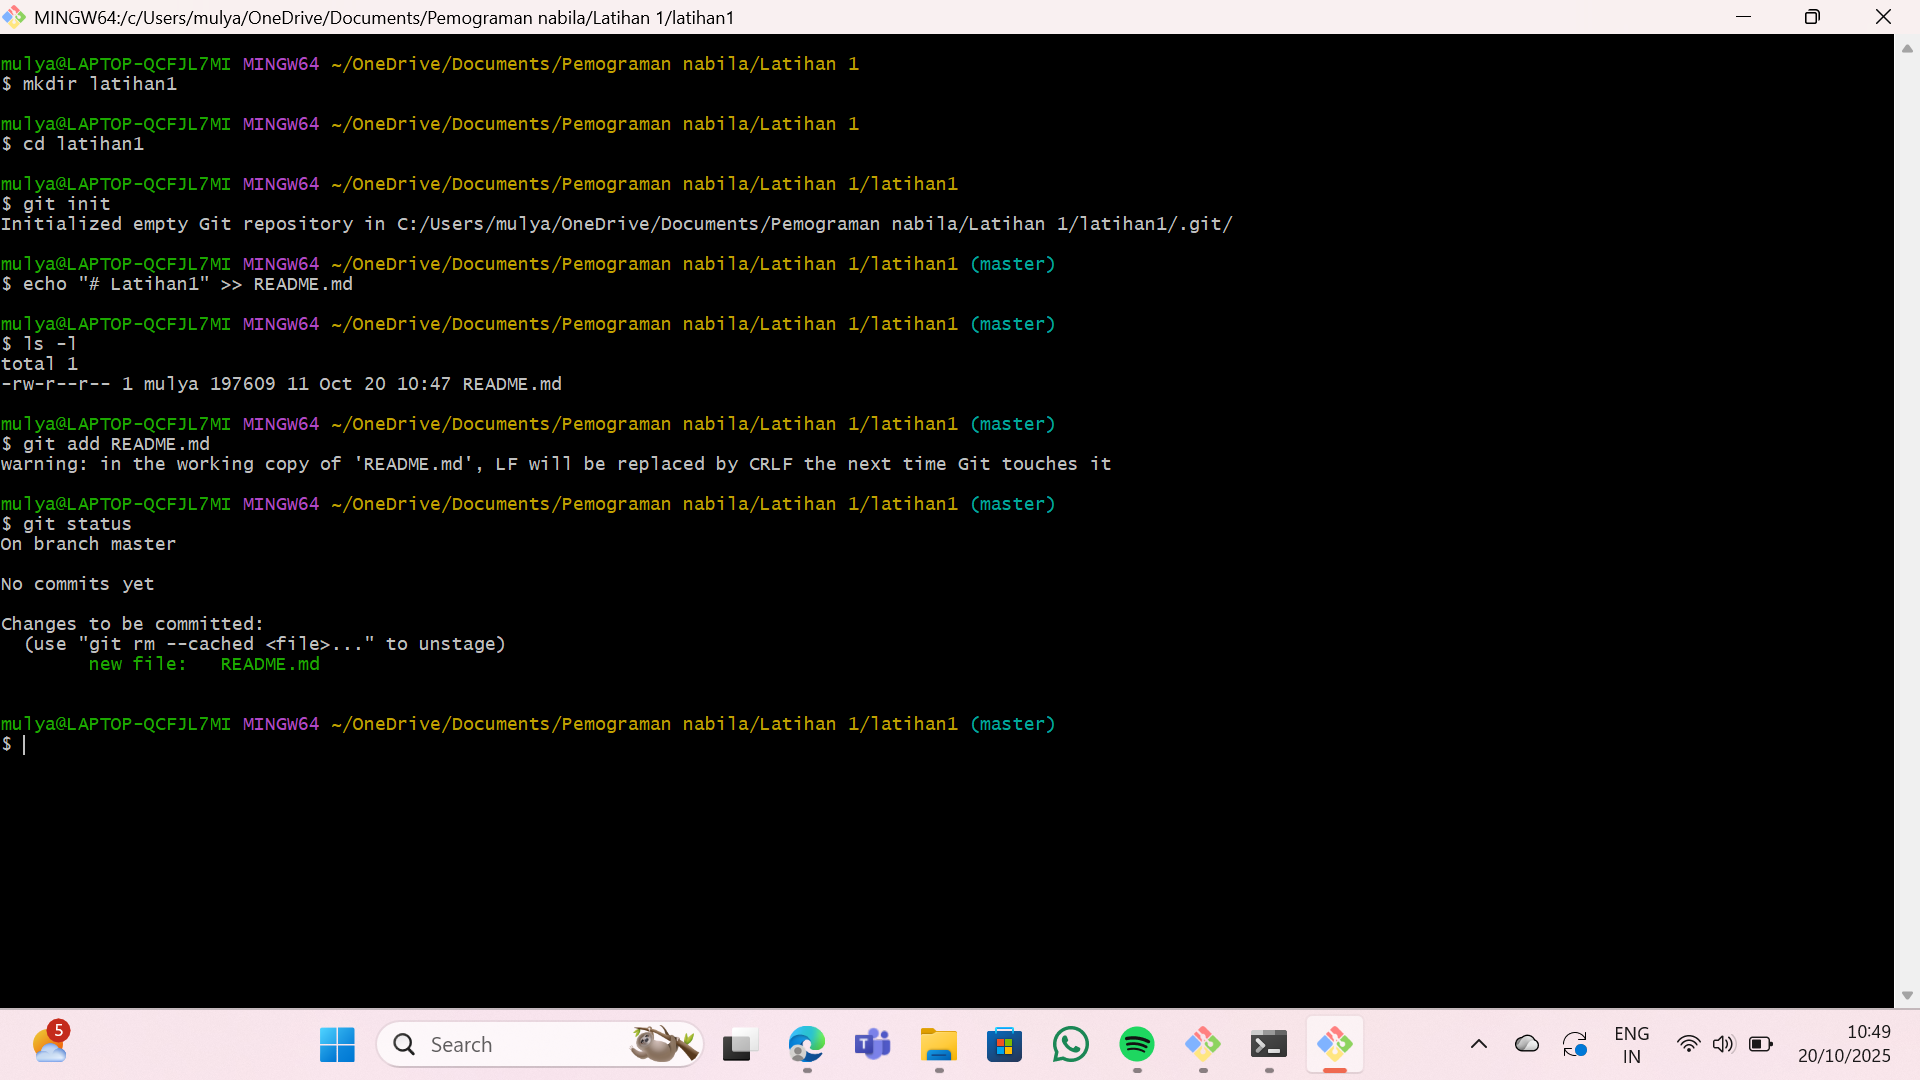 MINGW64:/c/Users/mulya/OneDrive/Documents/Pemograman nabila/Latihan 1/latihan1
mulya@LAPTOP-QCFJL7MI MINGW64 ~/OneDrive/Documents/Pemograman nabila/Latihan 1
$ mkdir latihan1
mulya@LAPTOP-QCFJL7MI MINGW64 ~/OneDrive/Documents/Pemograman nabila/Latihan 1
$ cd latihan1
mulya@LAPTOP-QCFJL7MI MINGW64 ~/OneDrive/Documents/Pemograman nabila/Latihan 1/latihan1
$ git init
Initialized empty Git repository in C:/Users/mulya/OneDrive/Documents/Pemograman nabila/Latihan 1/latihan1/.git/
mulya@LAPTOP-QCFJL7MI MINGW64 ~/OneDrive/Documents/Pemograman nabila/Latihan 1/latihan1 (master)
$ echo "# Latihan1" >> README.md
mulya@LAPTOP-QCFJL7MI MINGW64 ~/OneDrive/Documents/Pemograman nabila/Latihan 1/latihan1 (master)
$ ls -l
total 1
-rw-r--r-- 1 mulya 197609 11 Oct 20 10:47 README.md
mulya@LAPTOP-QCFJL7MI MINGW64 ~/OneDrive/Documents/Pemograman nabila/Latihan 1/latihan1 (master)
$ git add README.md
warning: in the working copy of 'README.md', LF will be replaced by CRLF the next time Git touches it
mulya@LAPTOP-QCFJL7MI MINGW64 ~/OneDrive/Documents/Pemograman nabila/Latihan 1/latihan1 (master)
$ git status
On branch master
No commits yet
Changes to be committed:
(use "git rm --cached <file>..." to unstage)
new file:   README.md
mulya@LAPTOP-QCFJL7MI MINGW64 ~/OneDrive/Documents/Pemograman nabila/Latihan 1/latihan1 (master)
$
5
Search
ENG
IN
10:49
20/10/2025